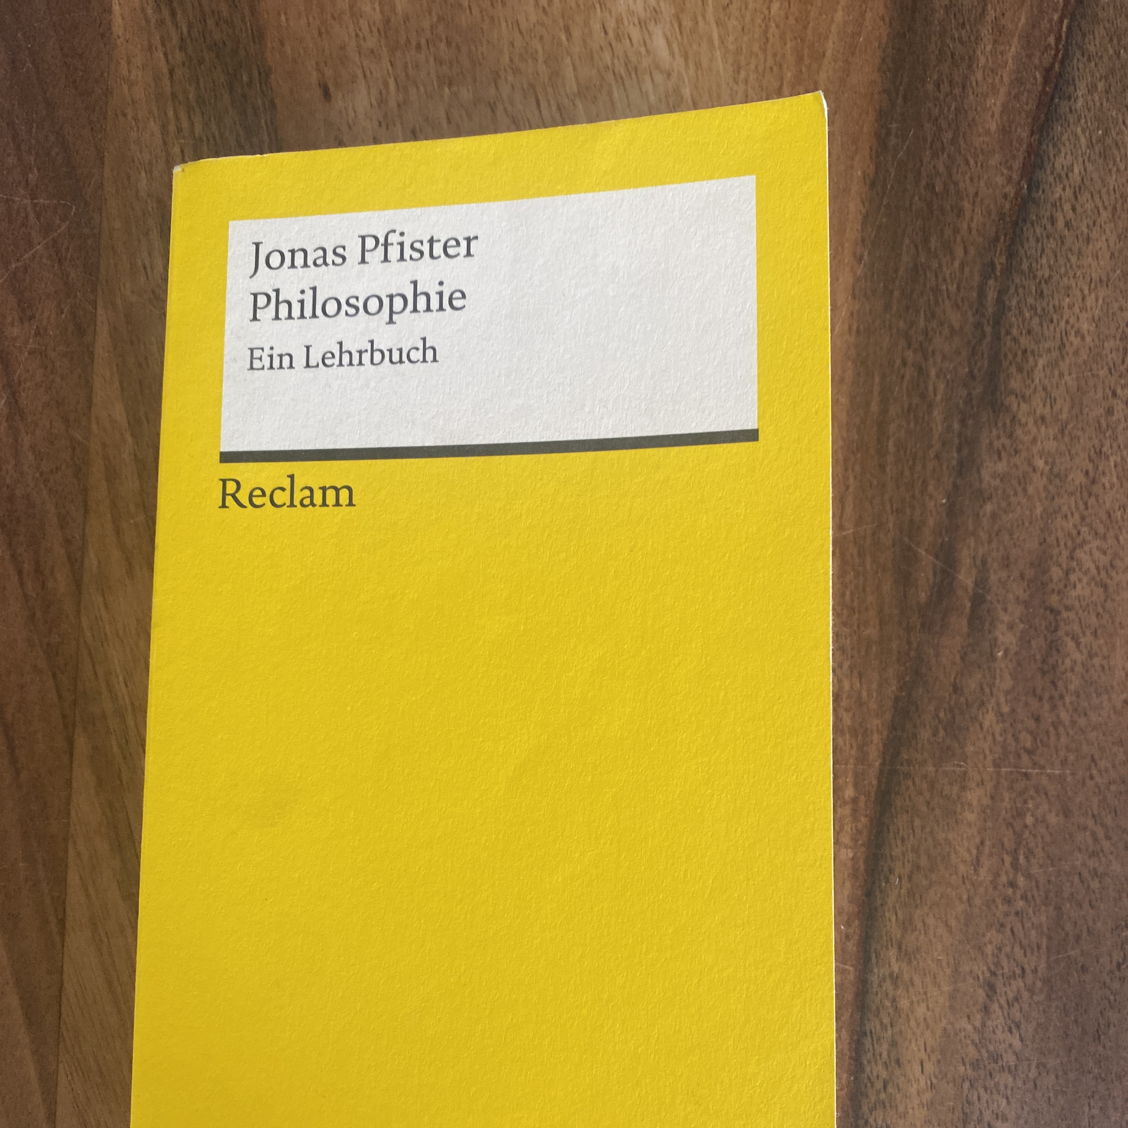 Jonas Pfister
Philosophie
Ein Lehrbuch
Reclam